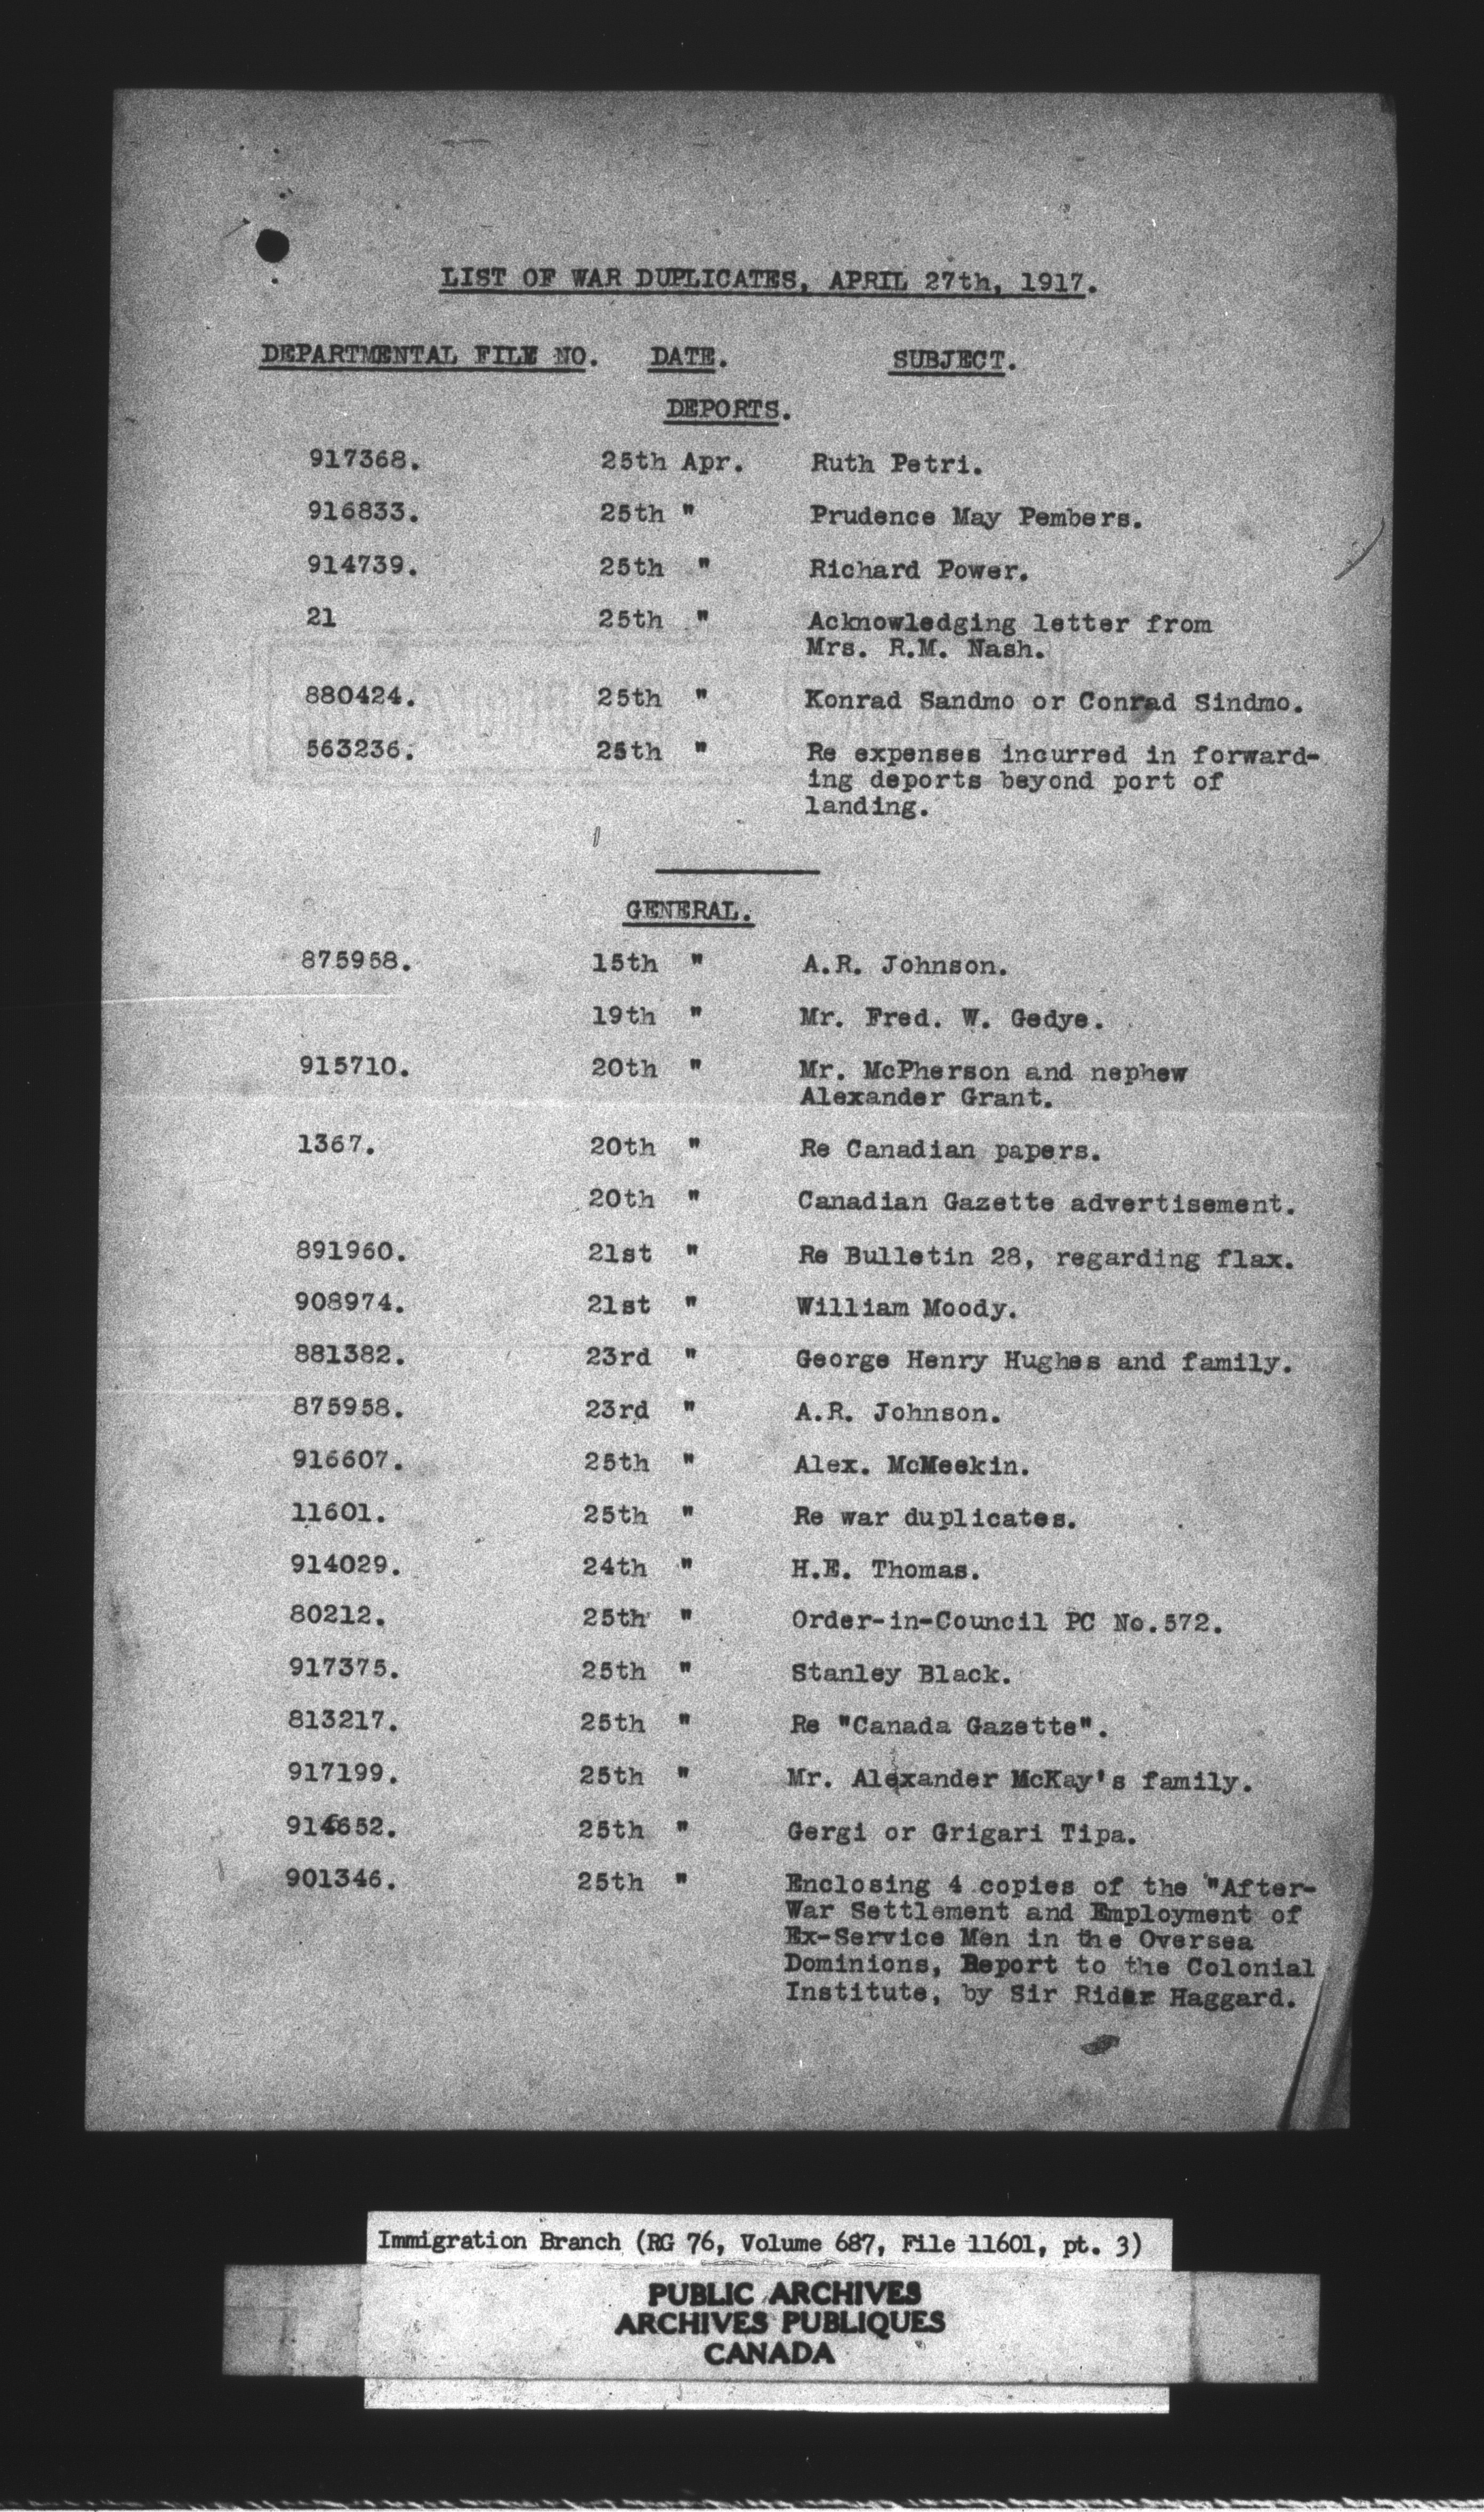 LIST OF WAR DUPLICATES, APRIL 27th, 1917.
DEPARTMENTAL FILE NO. DATE. SUBJECT.
DEPORTS.
917368. 25th Apr. Ruth Petri.
916833. 25th " Prudence May Pembers.
914739. 25th " Richard Power.
21 25th " Acknowledging letter from
Mrs. R.M. Nash.
880424. 25th " Konrad Sandmo or Conrad Sindmo.
563236. 25th " Re expenses incurred in forward-
ing deports beyond port of
landing.
GENERAL.
875958. 15th " A.R. Johnson.
19th " Mr. Fred. W. Gedye.
915710. 20th " Mr. McPherson and nephew
Alexander Grant.
1367. 20th " Re Canadian papers.
20th " Canadian Gazette advertisement.
891960. 21st " Re Bulletin 28, regarding flax.
908974. 21st " William Moody.
881382. 23rd " George Henry Hughes and family.
875958. 23rd " A.R. Johnson.
916607. 25th " Alex. McMeekin.
11601. 25th " Re war duplicates.
914029. 24th " H.E. Thomas.
80212. 25th " Order-in-Council PC No.572.
917375. 25th " Stanley Black.
813217. 25th " Re "Canada Gazette".
917199. 25th " Mr. Alexander McKay's family.
25th " Gergi or Grigari Tipa.
901346. 25th " Enclosing 4 copies of the "After-
War Settlement and Employment of
Ex-Service Men in the Oversea
Dominions, Report to the Colonial
Institute, by Sir Rider Haggard.
Immigration Branch (RG 76, Volume 687, File 11601, pt. 3)
PUBLIC ARCHIVES
ARCHIVES PUBLIQUES
CANADA